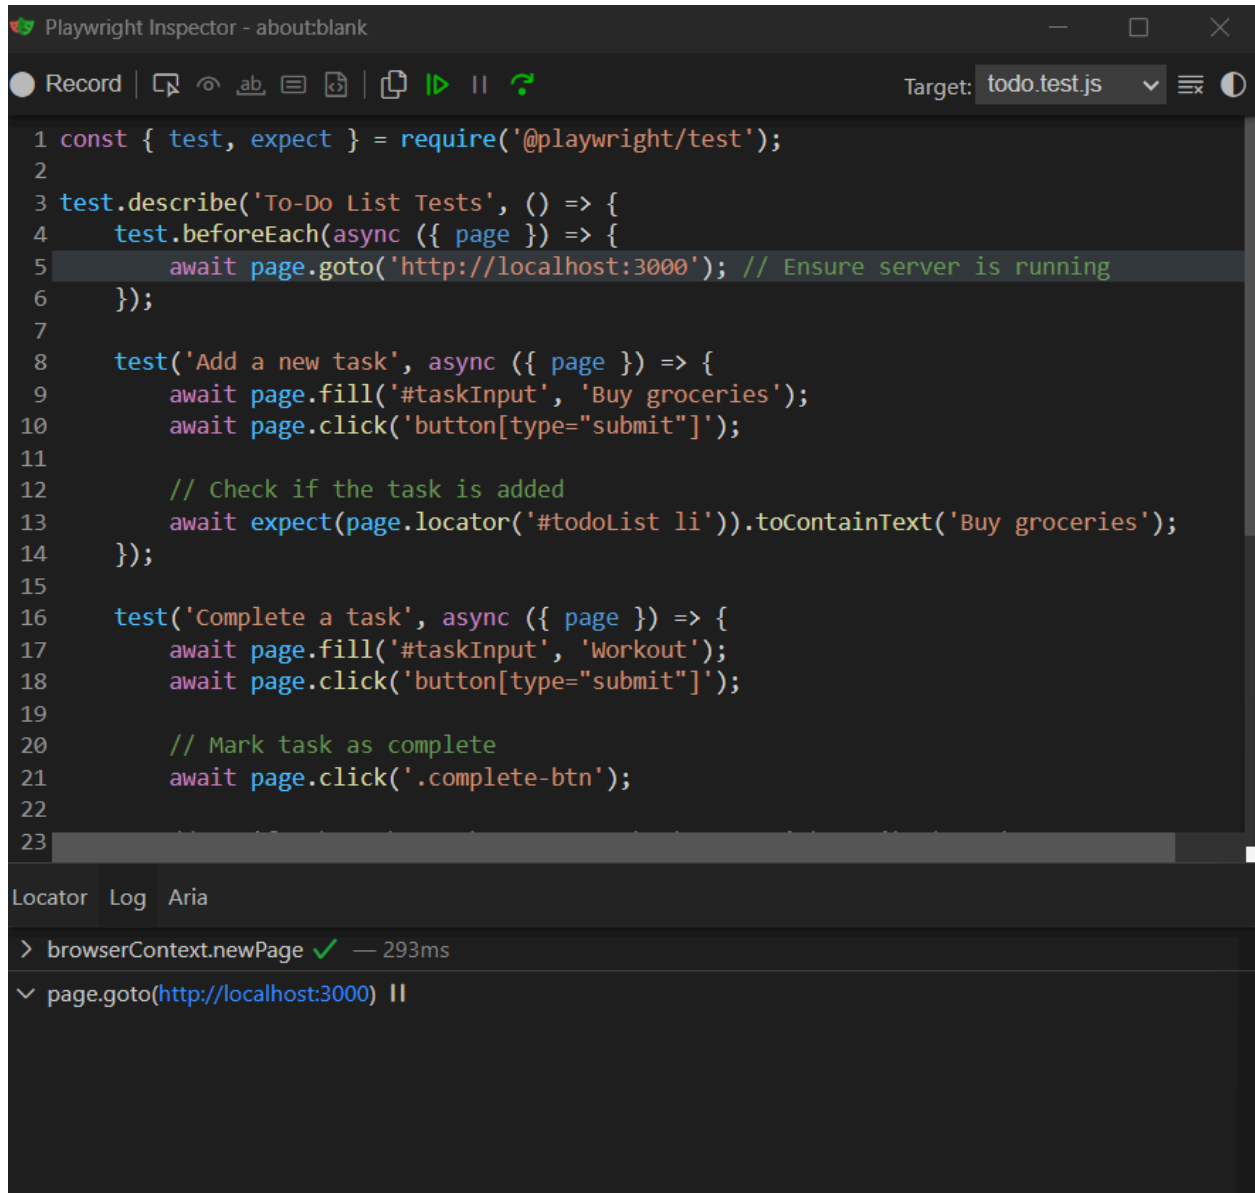 Playwright Inspector - about:blank
Record ab Target: todo.test.js
1 const { test, expect } = require('@playwright/test');
2
3 test.describe('To-Do List Tests', () => {
4     test.beforeEach(async ({ page }) => {
5         await page.goto('http://localhost:3000'); // Ensure server is running
6     });
7
8     test('Add a new task', async ({ page }) => {
9         await page.fill('#taskInput', 'Buy groceries');
10         await page.click('button[type="submit"]');
11
12         // Check if the task is added
13         await expect(page.locator('#todoList li')).toContainText('Buy groceries');
14     });
15
16     test('Complete a task', async ({ page }) => {
17         await page.fill('#taskInput', 'Workout');
18         await page.click('button[type="submit"]');
19
20         // Mark task as complete
21         await page.click('.complete-btn');
22
23
Locator Log Aria
browserContext.newPage ✓ — 293ms
page.goto(http://localhost:3000)